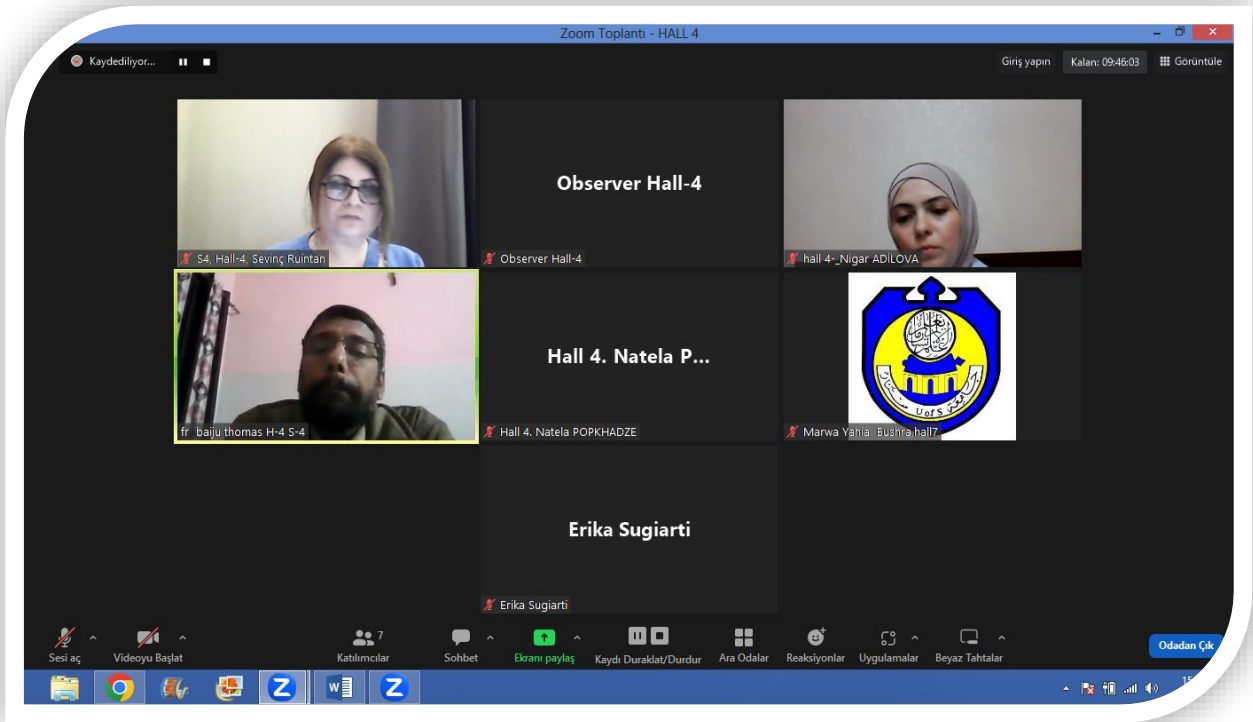 Zoom Toplantı - HALL 4
Kaydediliyor...
Giriş yapın
Kalan: 09:46:03
Görüntüle
S4, Hall-4, Sevinç Ruintan
Observer Hall-4
Observer Hall-4
hall 4-_Nigar ADİLOVA
fr baiju thomas H-4 S-4
Hall 4. Natela P...
Hall 4. Natela POPKHADZE
U of S
Marwa Yahia Bushra hall7
Erika Sugiarti
Erika Sugiarti
Sesi aç
Videoyu Başlat
7
Katılımcılar
Sohbet
Ekranı paylaş
Kaydı Duraklat/Durdur
Ara Odalar
Reaksiyonlar
Uygulamalar
Beyaz Tahtalar
Odadan Çık